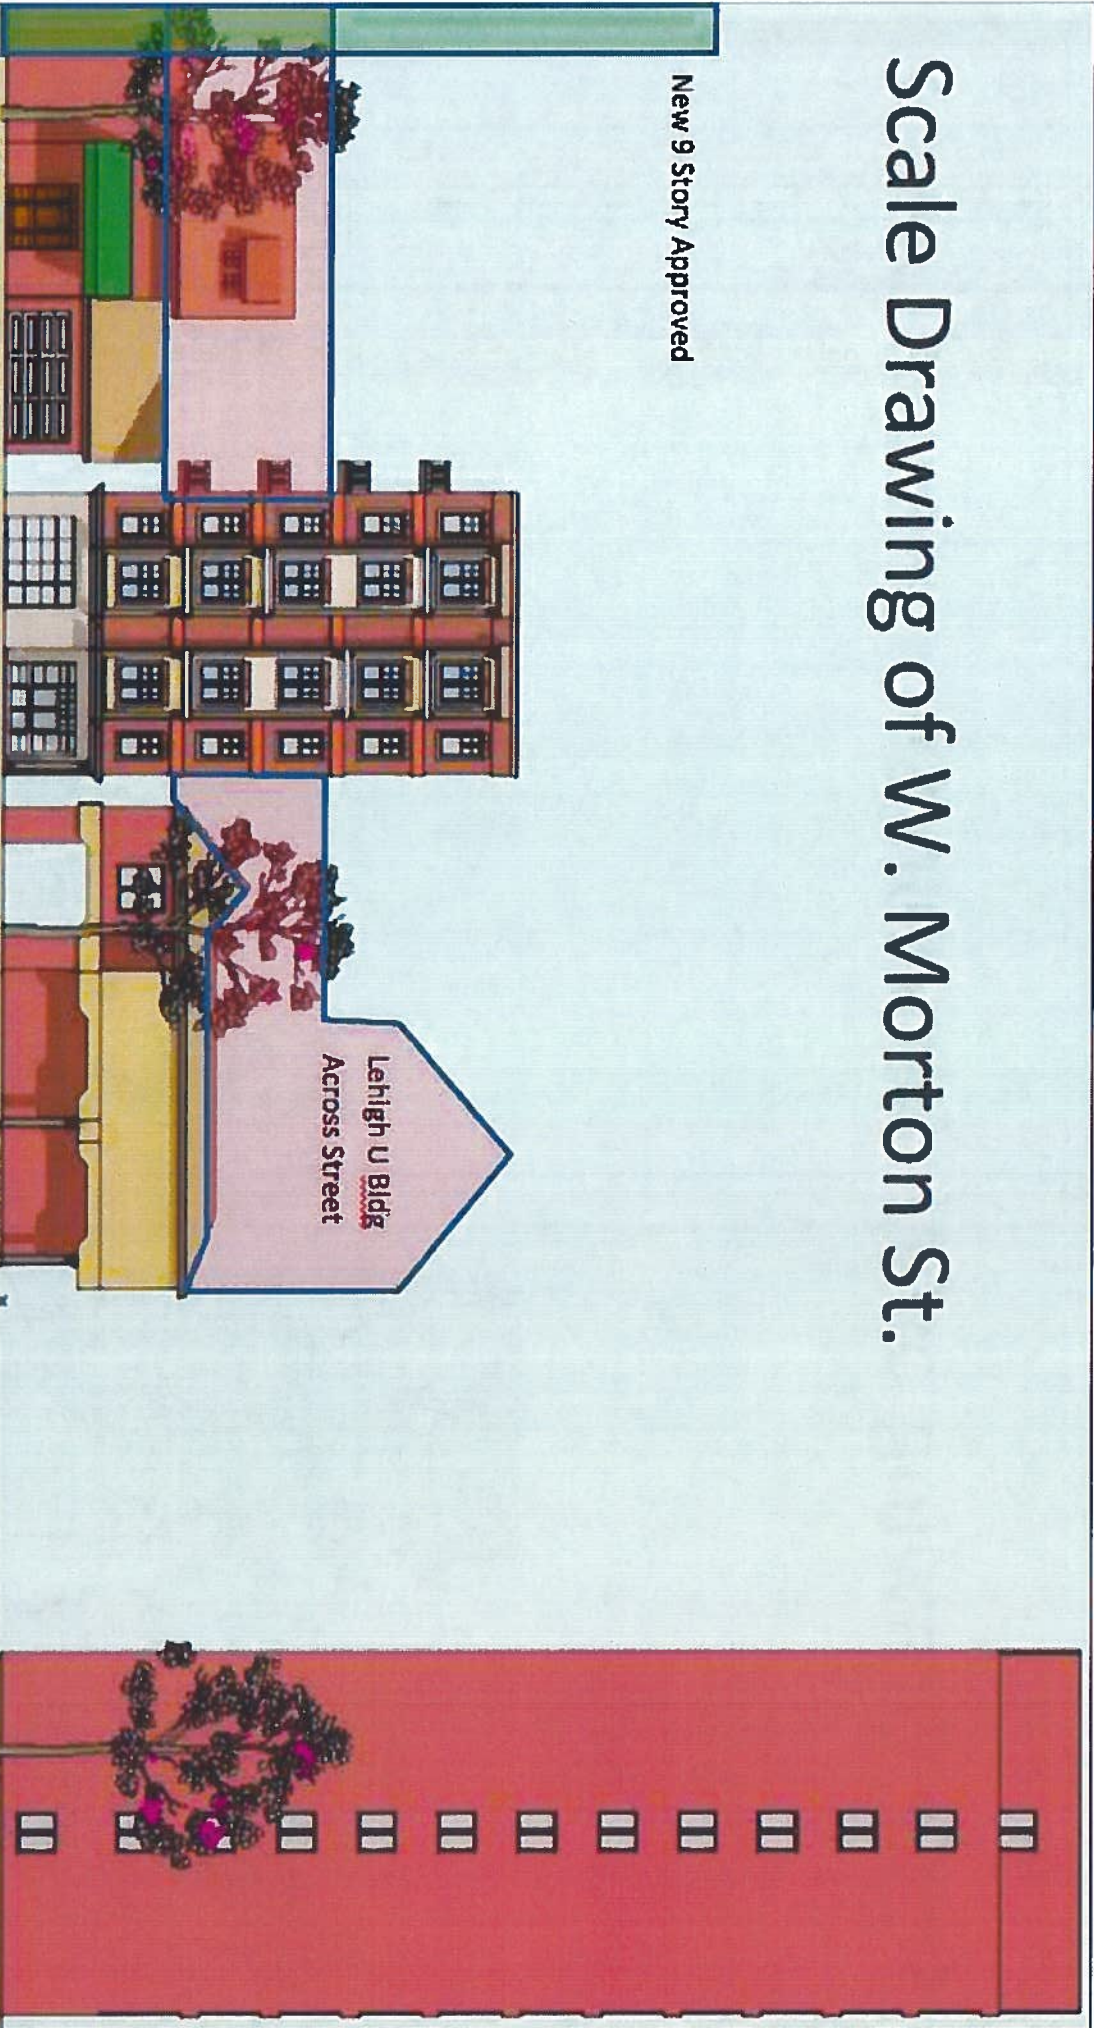 Scale Drawing of W. Morton St.
New 9 Story Approved
Lehigh U Bldg
Across Street